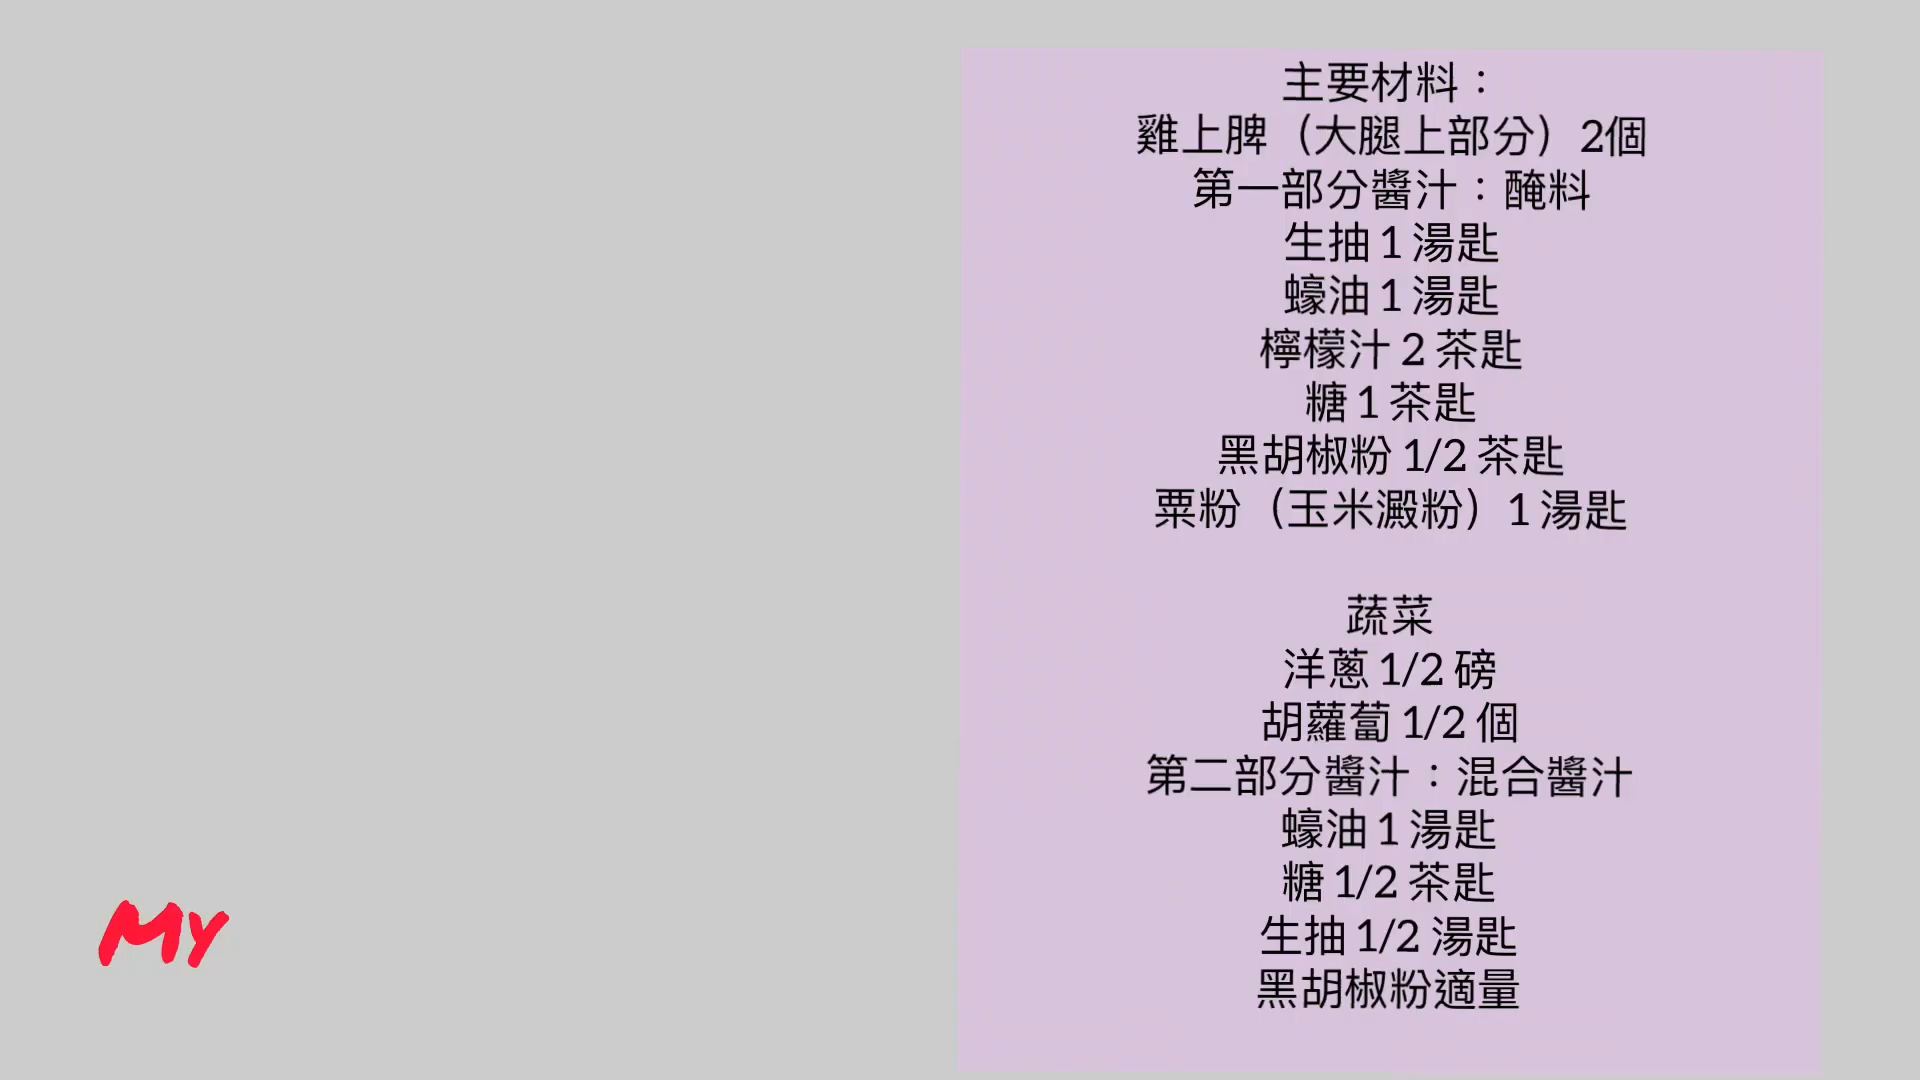 主要材料：
雞上脾（大腿上部分）2個
第一部分醬汁：醃料
生抽 1 湯匙
蠔油 1 湯匙
檸檬汁 2 茶匙
糖 1 茶匙
黑胡椒粉 1/2 茶匙
粟粉（玉米澱粉）1 湯匙
蔬菜
洋蔥 1/2 磅
胡蘿蔔 1/2 個
第二部分醬汁：混合醬汁
蠔油 1 湯匙
糖 1/2 茶匙
生抽 1/2 湯匙
黑胡椒粉適量
MY